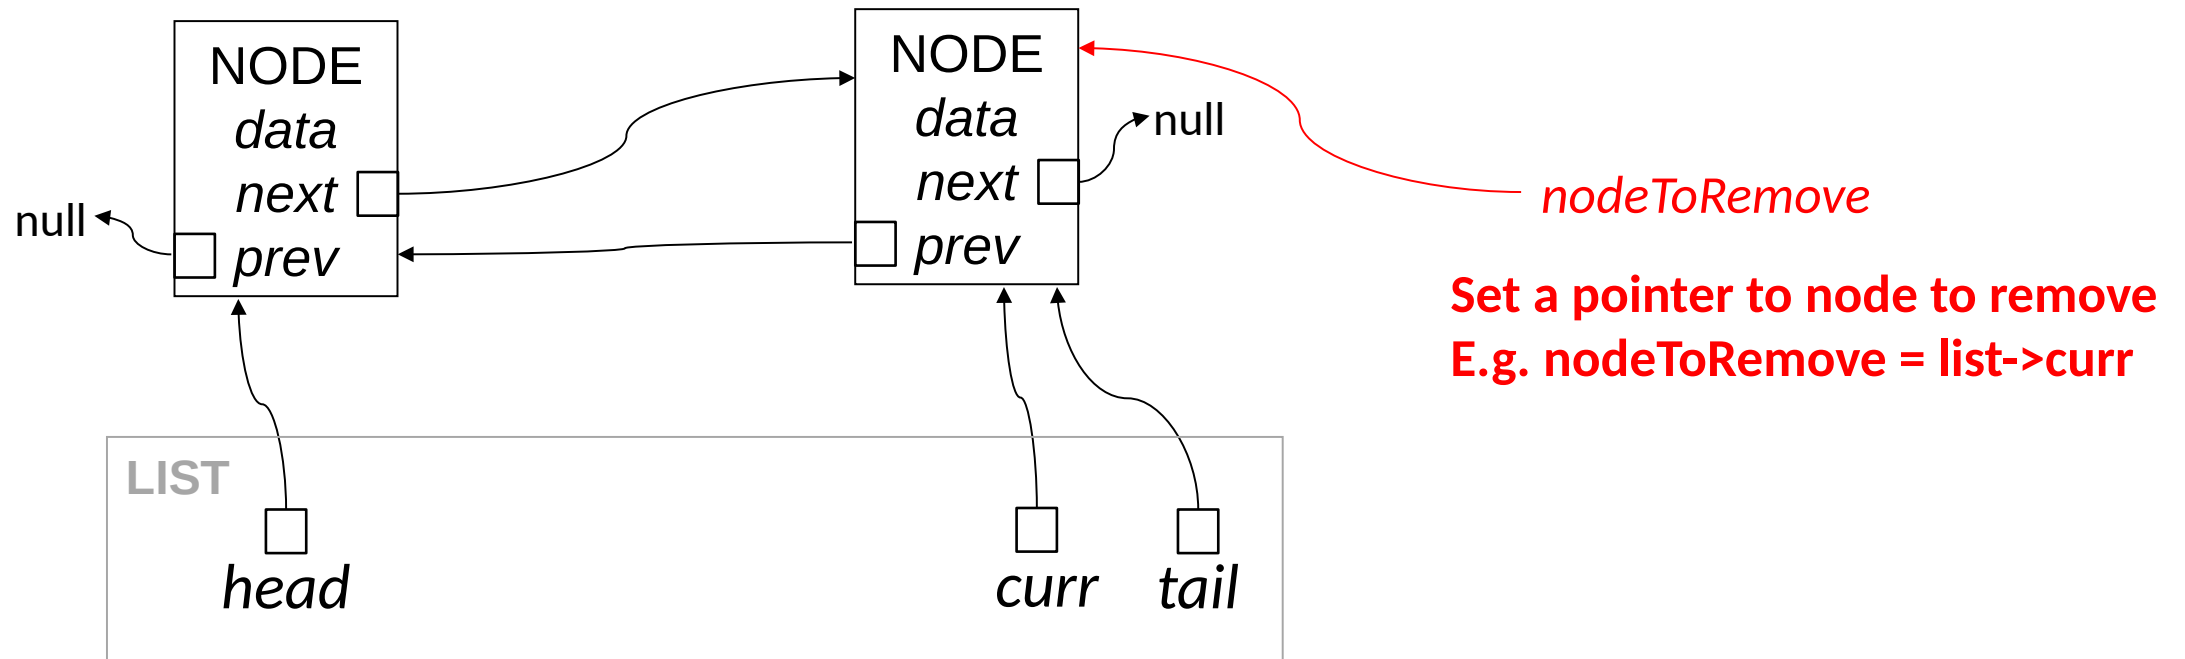 NODE
data
next
prev
null
NODE
data
next
prev
null
nodeToRemove
Set a pointer to node to remove
E.g. nodeToRemove = list->curr
LIST
head
curr
tail